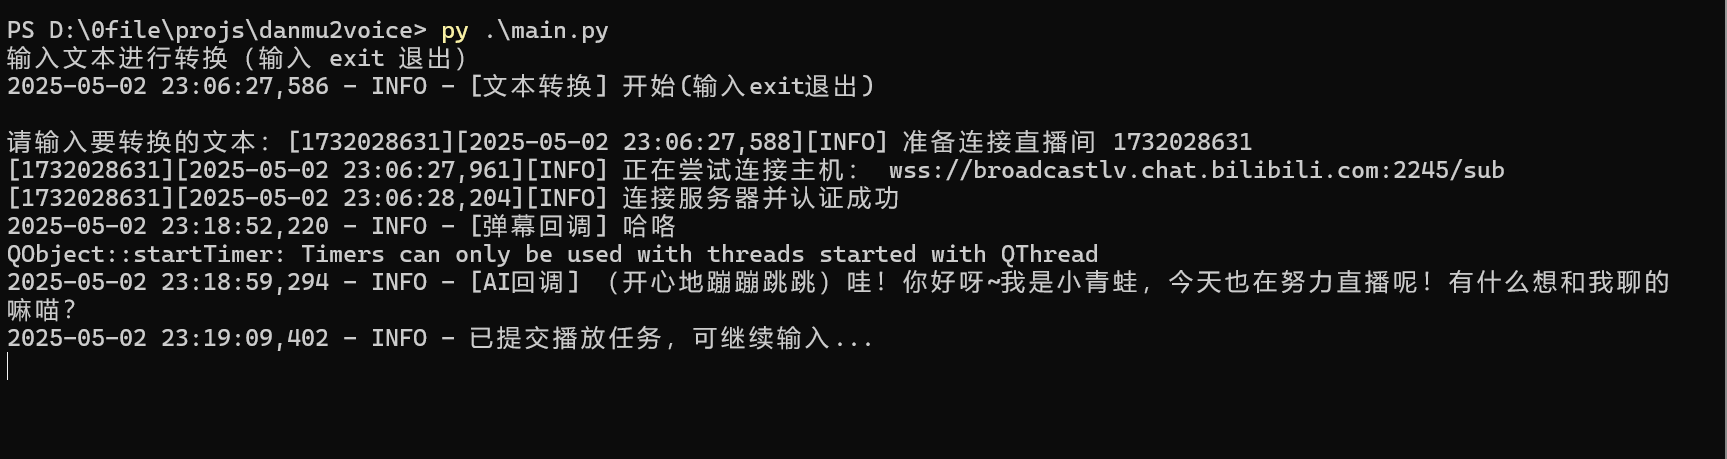 PS D:\0file\projs\danmu2voice> py .\main.py
输入文本进行转换（输入 exit 退出）
2025-05-02 23:06:27,586 - INFO - [文本转换] 开始(输入exit退出)
请输入要转换的文本: [1732028631][2025-05-02 23:06:27,588][INFO] 准备连接直播间 1732028631
[1732028631][2025-05-02 23:06:27,961][INFO] 正在尝试连接主机： wss://broadcastlv.chat.bilibili.com:2245/sub
[1732028631][2025-05-02 23:06:28,204][INFO] 连接服务器并认证成功
2025-05-02 23:18:52,220 - INFO - [弹幕回调] 哈咯
QObject::startTimer: Timers can only be used with threads started with QThread
2025-05-02 23:18:59,294 - INFO - [AI回调] （开心地蹦蹦跳跳）哇！你好呀~我是小青蛙，今天也在努力直播呢！有什么想和我聊的
嘛喵？
2025-05-02 23:19:09,402 - INFO - 已提交播放任务，可继续输入...